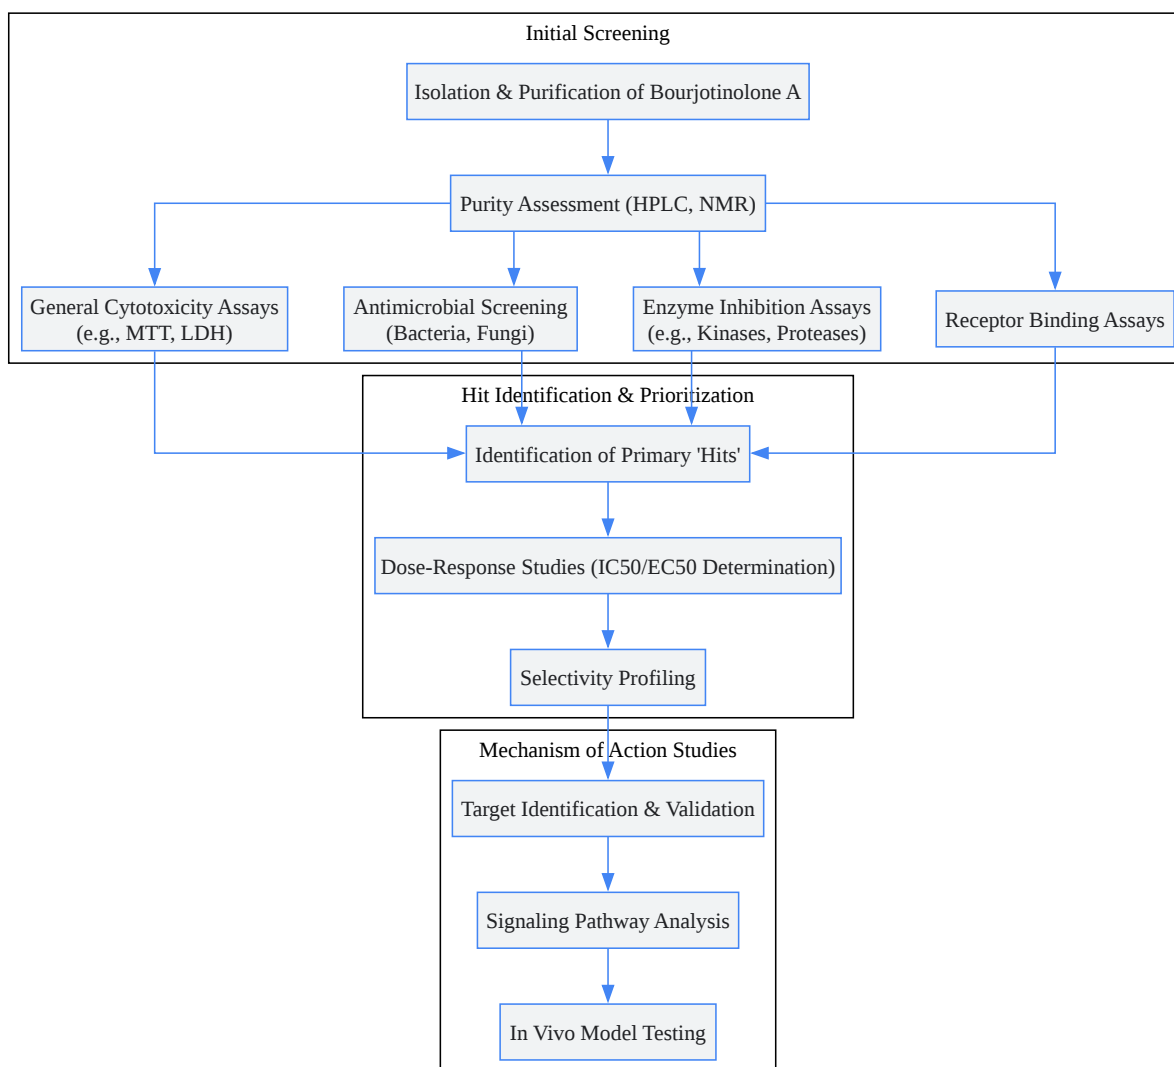 Initial Screening
Isolation & Purification of Bourjotinolone A
Purity Assessment (HPLC, NMR)
General Cytotoxicity Assays
(e.g., MTT, LDH)
Antimicrobial Screening
(Bacteria, Fungi)
Enzyme Inhibition Assays
(e.g., Kinases, Proteases)
Receptor Binding Assays
Hit Identification & Prioritization
Identification of Primary 'Hits'
Dose-Response Studies (IC50/EC50 Determination)
Selectivity Profiling
Mechanism of Action Studies
Target Identification & Validation
Signaling Pathway Analysis
In Vivo Model Testing